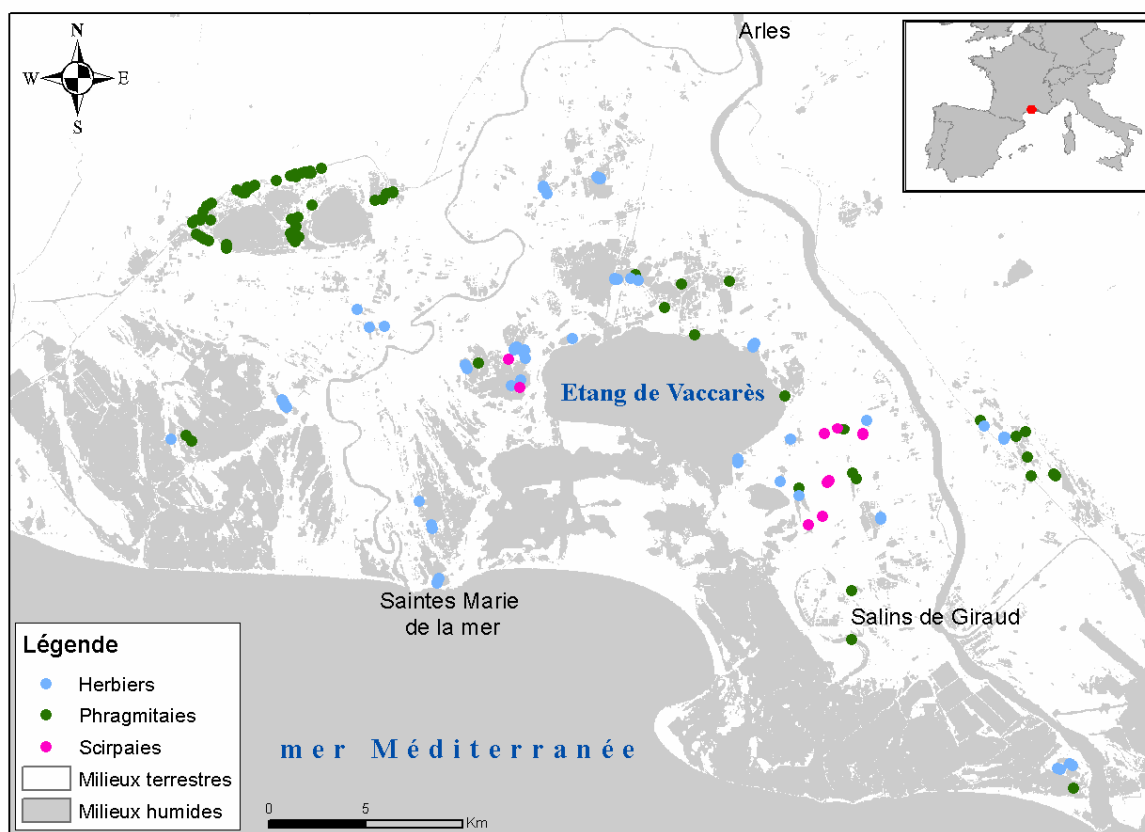 Arles
N
W E
S
Etang de Vaccarès
Saintes Marie
de la mer
Salins de Giraud
mer Méditerranée
Légende
Herbiers
Phragmitaies
Scirpaies
Milieux terrestres
Milieux humides
0 5
Km